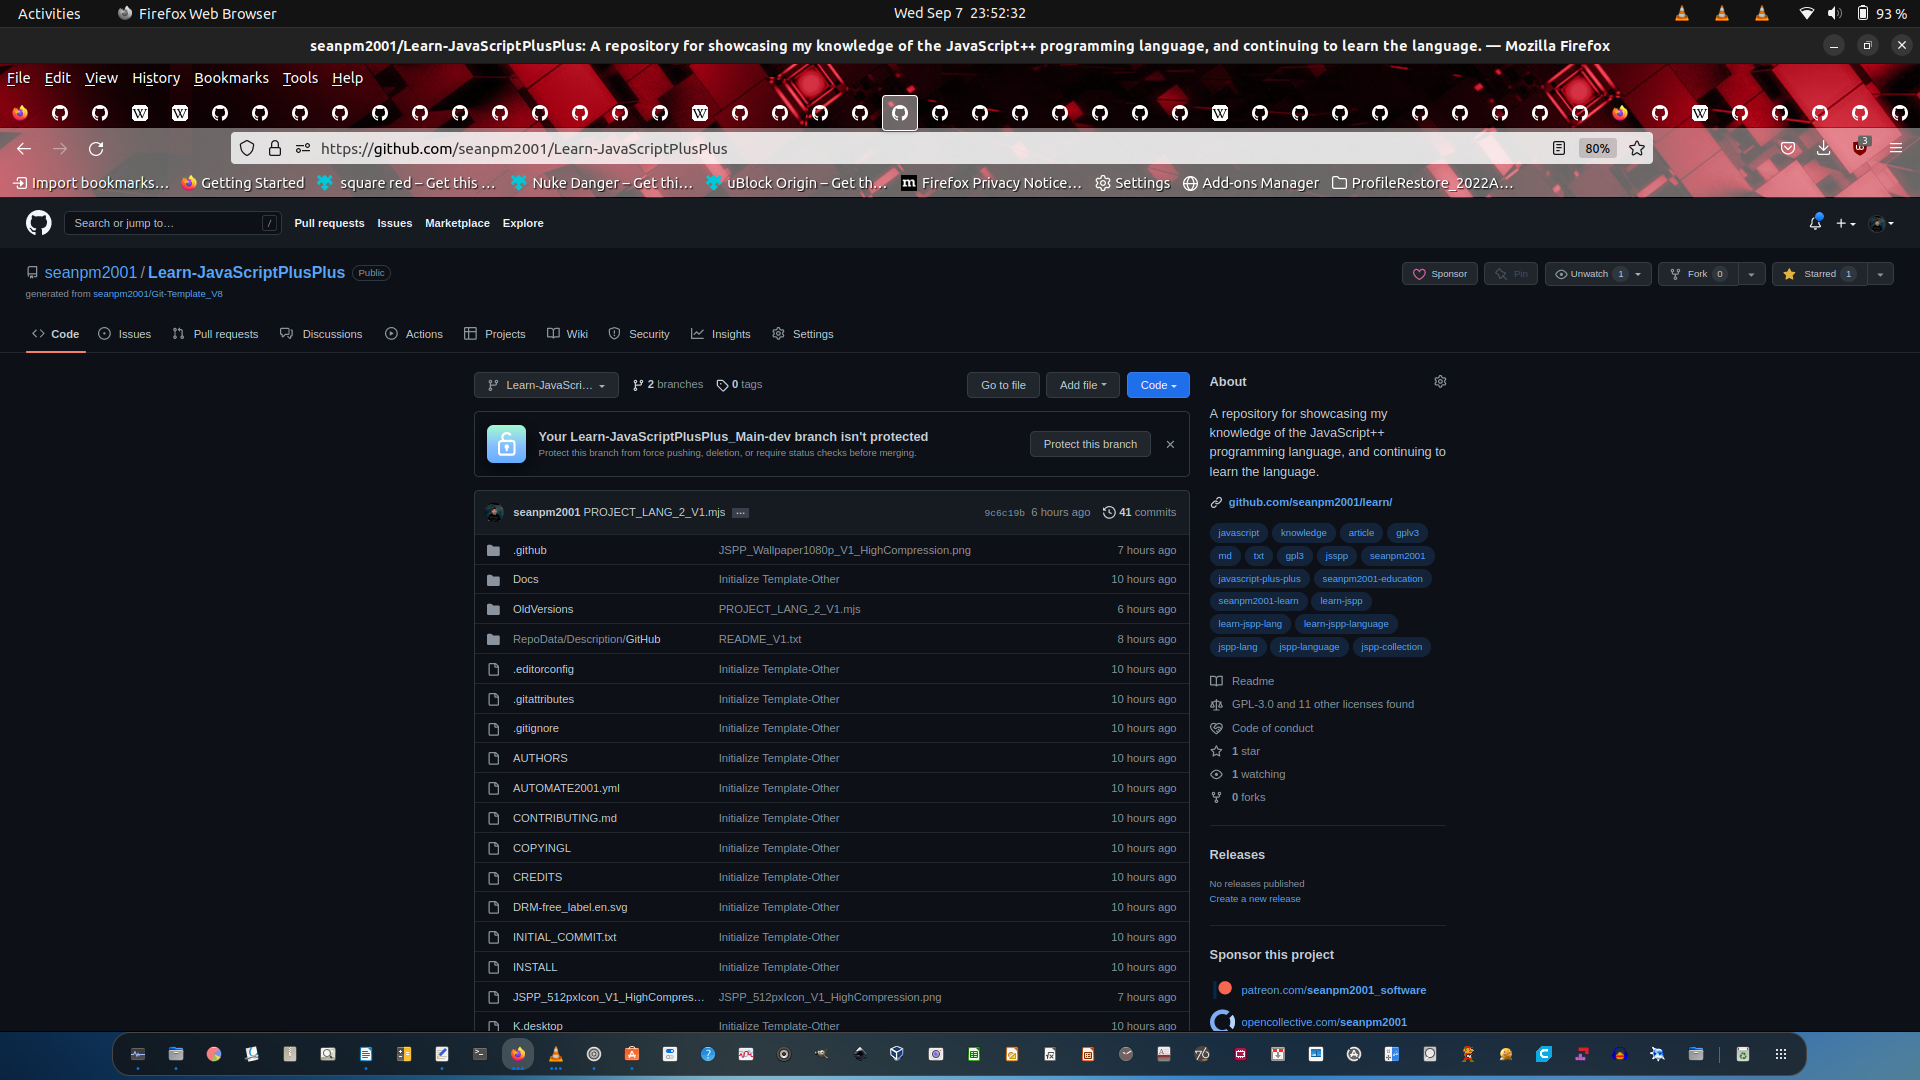 Activities Firefox Web Browser Wed Sep 7 23:52:32 93 %
seanpm2001/Learn-JavaScriptPlusPlus: A repository for showcasing my knowledge of the JavaScript++ programming language, and continuing to learn the language. — Mozilla Firefox
File Edit View History Bookmarks Tools Help
https://github.com/seanpm2001/Learn-JavaScriptPlusPlus 80% 3
Import bookmarks… Getting Started square red – Get this … Nuke Danger – Get thi… uBlock Origin – Get th… Firefox Privacy Notice… Settings Add-ons Manager ProfileRestore_2022A…
Search or jump to… / Pull requests Issues Marketplace Explore
seanpm2001 / Learn-JavaScriptPlusPlus Public Sponsor Pin Unwatch 1 Fork 0 Starred 1
generated from seanpm2001/Git-Template_V8
Code Issues Pull requests Discussions Actions Projects Wiki Security Insights Settings
Learn-JavaScri… 2 branches 0 tags Go to file Add file Code
Your Learn-JavaScriptPlusPlus_Main-dev branch isn't protected
Protect this branch from force pushing, deletion, or require status checks before merging.
Protect this branch
seanpm2001 PROJECT_LANG_2_V1.mjs … 9c6c19b 6 hours ago 41 commits
.github JSPP_Wallpaper1080p_V1_HighCompression.png 7 hours ago
Docs Initialize Template-Other 10 hours ago
OldVersions PROJECT_LANG_2_V1.mjs 6 hours ago
RepoData/Description/GitHub README_V1.txt 8 hours ago
.editorconfig Initialize Template-Other 10 hours ago
.gitattributes Initialize Template-Other 10 hours ago
.gitignore Initialize Template-Other 10 hours ago
AUTHORS Initialize Template-Other 10 hours ago
AUTOMATE2001.yml Initialize Template-Other 10 hours ago
CONTRIBUTING.md Initialize Template-Other 10 hours ago
COPYINGL Initialize Template-Other 10 hours ago
CREDITS Initialize Template-Other 10 hours ago
DRM-free_label.en.svg Initialize Template-Other 10 hours ago
INITIAL_COMMIT.txt Initialize Template-Other 10 hours ago
INSTALL Initialize Template-Other 10 hours ago
JSPP_512pxIcon_V1_HighCompres… JSPP_512pxIcon_V1_HighCompression.png 7 hours ago
K.desktop Initialize Template-Other 10 hours ago
About
A repository for showcasing my
knowledge of the JavaScript++
programming language, and continuing to
learn the language.
github.com/seanpm2001/learn/
javascript knowledge article gplv3
md txt gpl3 jsspp seanpm2001
javascript-plus-plus seanpm2001-education
seanpm2001-learn learn-jspp
learn-jspp-lang learn-jspp-language
jspp-lang jspp-language jspp-collection
Readme
GPL-3.0 and 11 other licenses found
Code of conduct
1 star
1 watching
0 forks
Releases
No releases published
Create a new release
Sponsor this project
patreon.com/seanpm2001_software
opencollective.com/seanpm2001